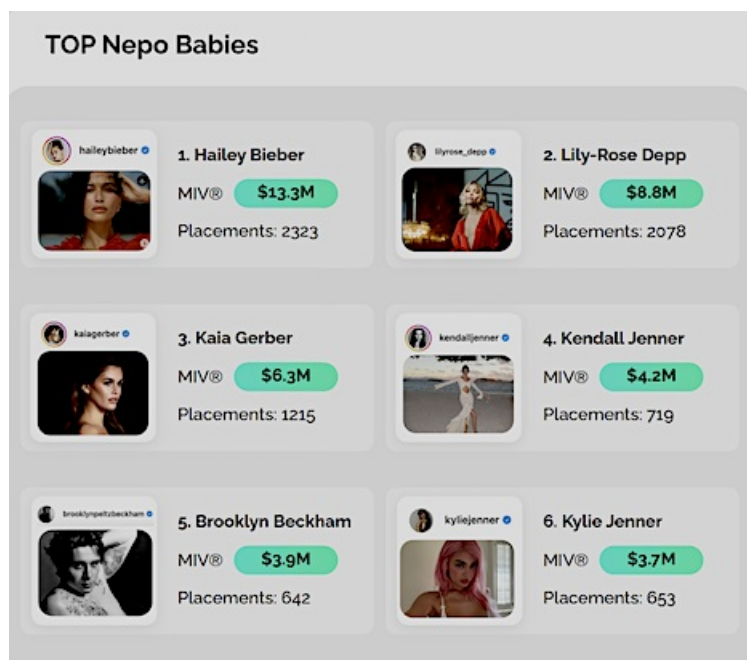 TOP Nepo Babies
haileybieber
1. Hailey Bieber
MIV® $13.3M
Placements: 2323
lilyrose_depp
2. Lily-Rose Depp
MIV® $8.8M
Placements: 2078
kaiagerber
3. Kaia Gerber
MIV® $6.3M
Placements: 1215
kendalljenner
4. Kendall Jenner
MIV® $4.2M
Placements: 719
brooklynpeltzbeckham
5. Brooklyn Beckham
MIV® $3.9M
Placements: 642
kyliejenner
6. Kylie Jenner
MIV® $3.7M
Placements: 653